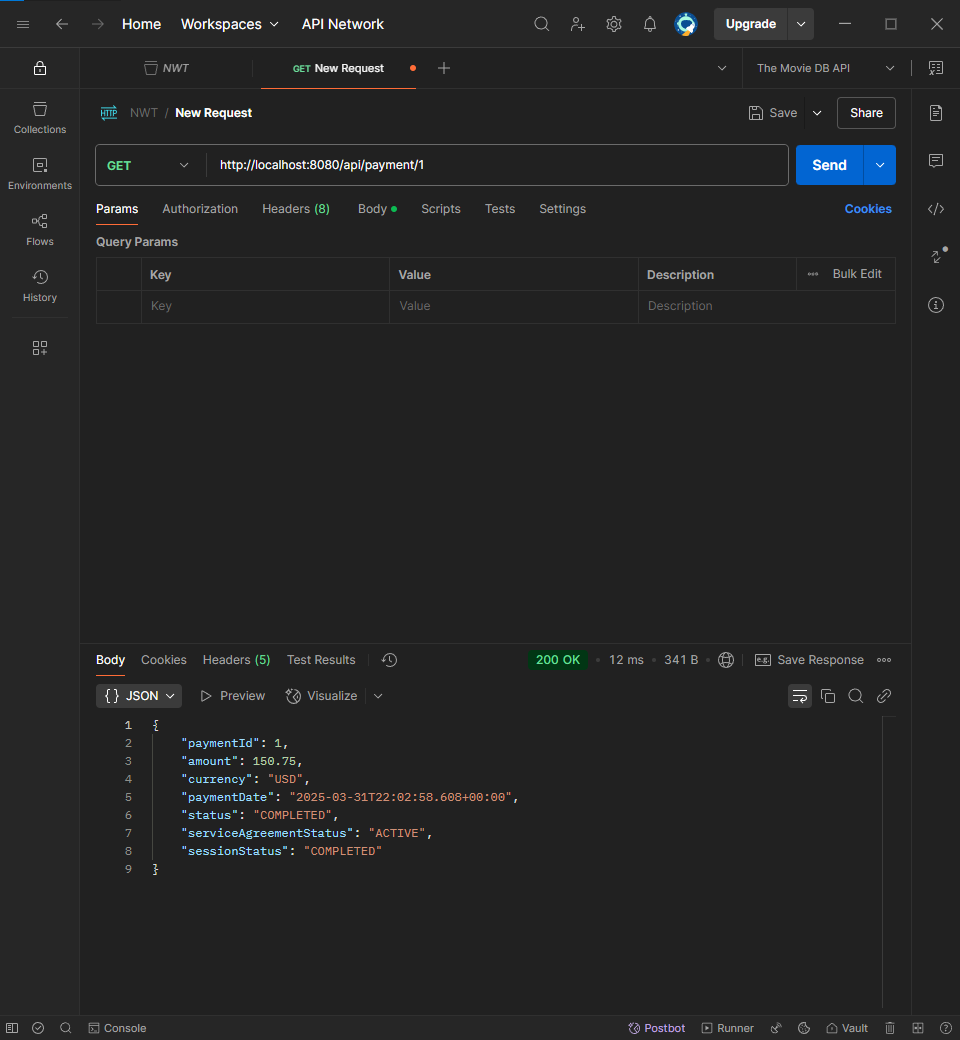 Home Workspaces API Network Upgrade
NWT GET New Request The Movie DB API
HTTP NWT / New Request Save Share
Collections
GET http://localhost:8080/api/payment/1 Send
Environments
Params Authorization Headers (8) Body Scripts Tests Settings Cookies
Flows
Query Params
Key Value Description Bulk Edit
History
Key Value Description
Body Cookies Headers (5) Test Results 200 OK 12 ms 341 B e.g. Save Response
{} JSON Preview Visualize
1 {
2 "paymentId": 1,
3 "amount": 150.75,
4 "currency": "USD",
5 "paymentDate": "2025-03-31T22:02:58.608+00:00",
6 "status": "COMPLETED",
7 "serviceAgreementStatus": "ACTIVE",
8 "sessionStatus": "COMPLETED"
9 }
Console Postbot Runner Vault